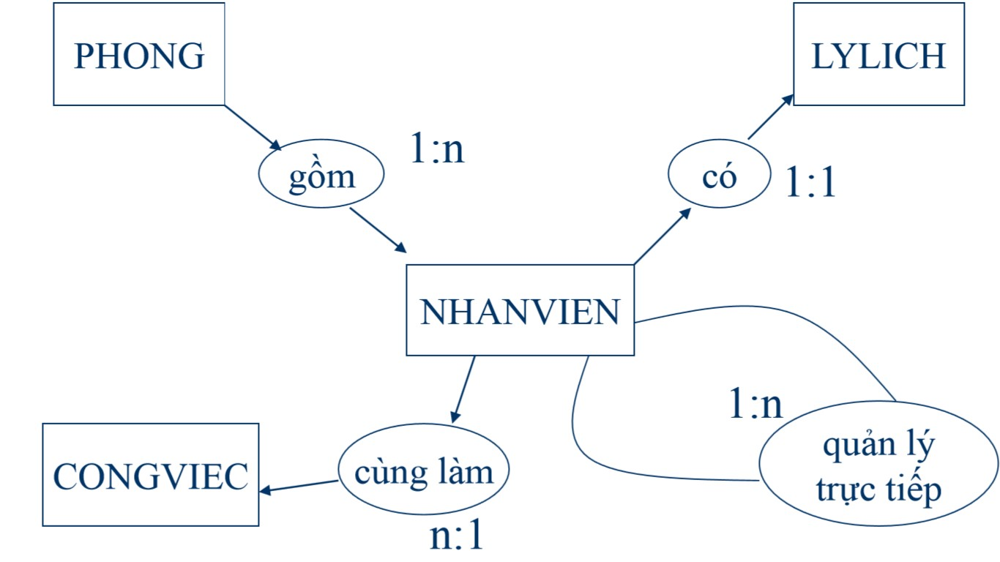 PHONG
LYLICH
gồm
1:n
có
1:1
NHANVIEN
1:n
quản lý
trực tiếp
CONGVIEC
cùng làm
n:1